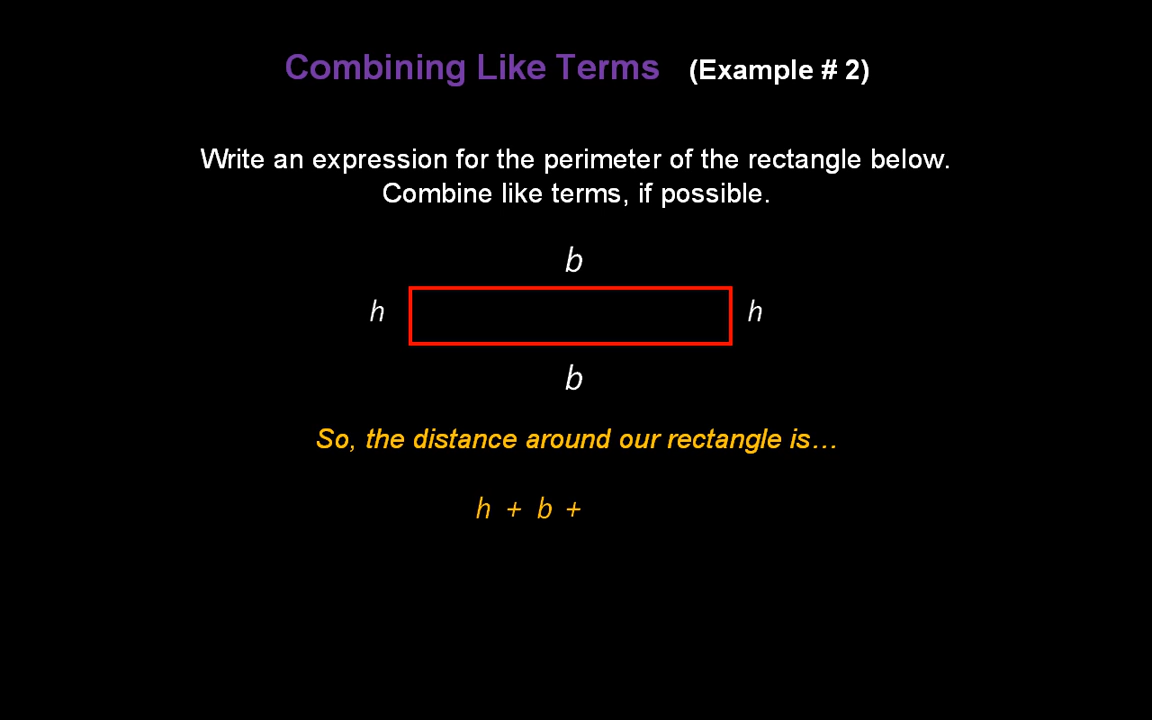 Combining Like Terms (Example # 2)
Write an expression for the perimeter of the rectangle below.
Combine like terms, if possible.
b
h h
b
So, the distance around our rectangle is…
h + b +